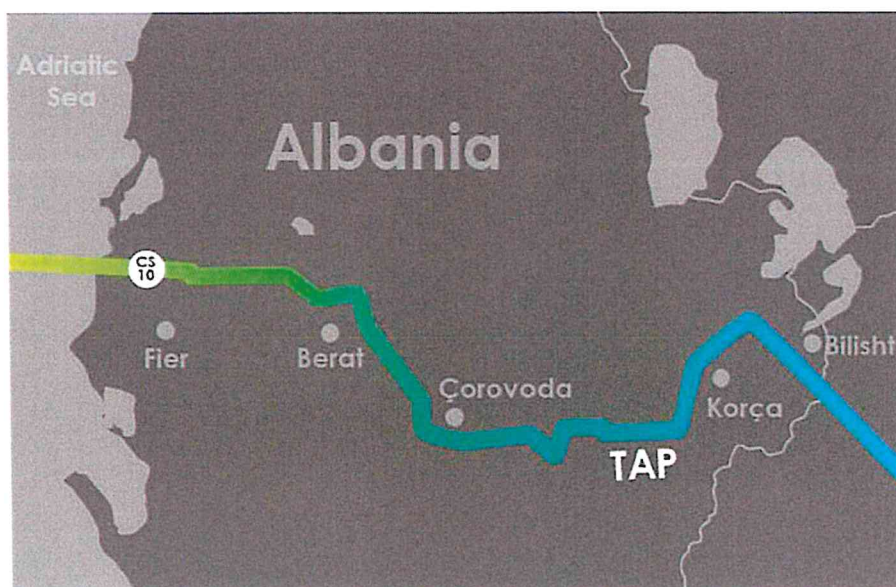 Adriatic
Sea
Albania
CS
10
Fier
Berat
Çorovoda
Korça
Bilisht
TAP